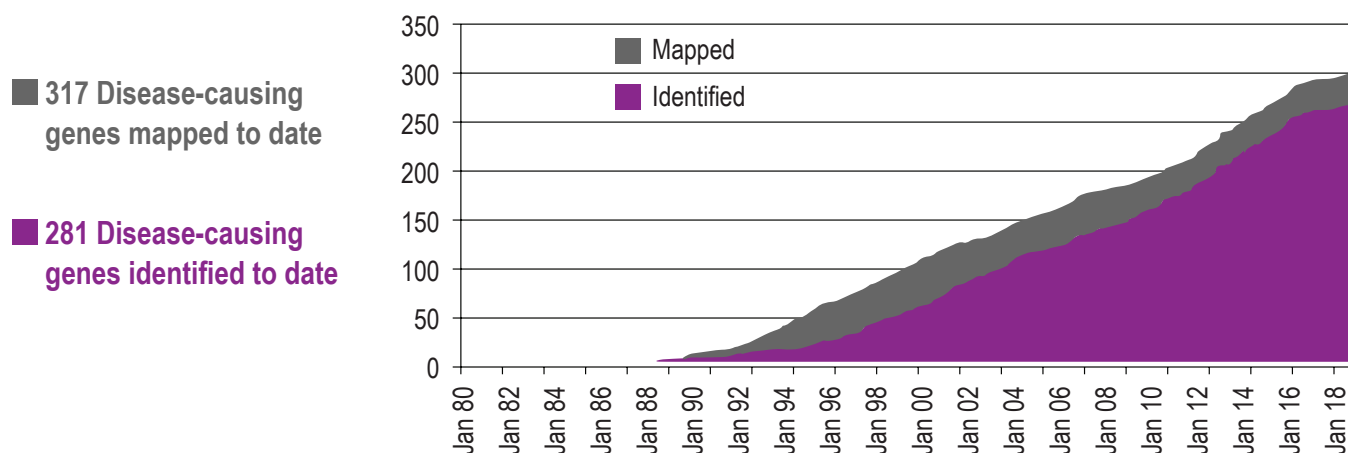 317 Disease-causing
genes mapped to date
281 Disease-causing
genes identified to date
350
300
250
200
150
100
50
0
Mapped
Identified
Jan 80
Jan 82
Jan 84
Jan 86
Jan 88
Jan 90
Jan 92
Jan 94
Jan 96
Jan 98
Jan 00
Jan 02
Jan 04
Jan 06
Jan 08
Jan 10
Jan 12
Jan 14
Jan 16
Jan 18